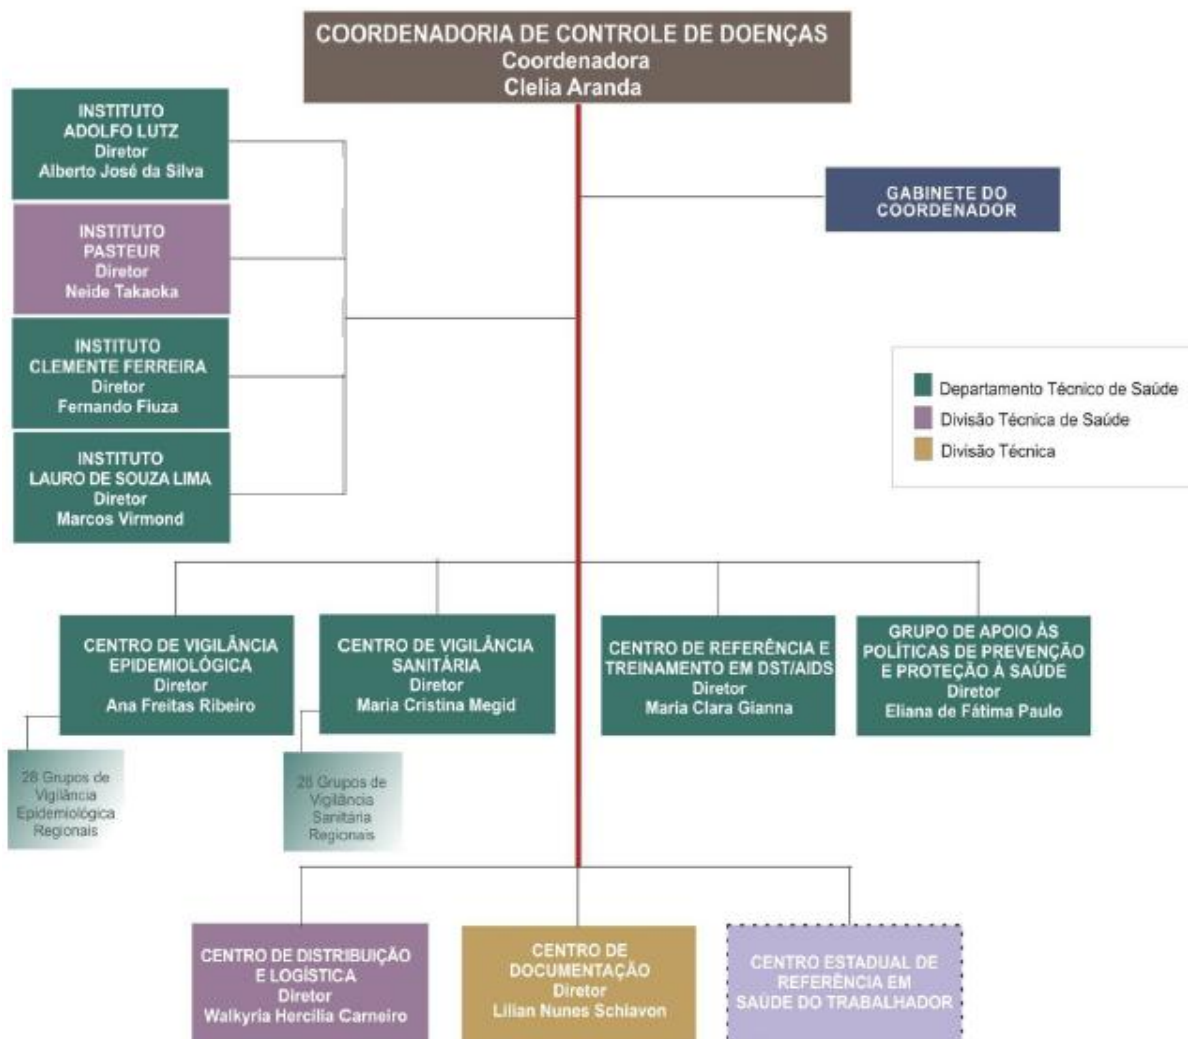 COORDENADORIA DE CONTROLE DE DOENÇAS
Coordenadora
Clelia Aranda
INSTITUTO
ADOLFO LUTZ
Diretor
Alberto José da Silva
GABINETE DO
COORDENADOR
INSTITUTO
PASTEUR
Diretor
Neide Takaoka
INSTITUTO
CLEMENTE FERREIRA
Diretor
Fernando Fiuza
INSTITUTO
LAURO DE SOUZA LIMA
Diretor
Marcos Virmond
Departamento Técnico de Saúde
Divisão Técnica de Saúde
Divisão Técnica
CENTRO DE VIGILÂNCIA
EPIDEMIOLÓGICA
Diretor
Ana Freitas Ribeiro
CENTRO DE VIGILÂNCIA
SANITÁRIA
Diretor
Maria Cristina Megid
CENTRO DE REFERÊNCIA E
TREINAMENTO EM DST/AIDS
Diretor
Maria Clara Gianna
GRUPO DE APOIO ÀS
POLÍTICAS DE PREVENÇÃO
E PROTEÇÃO À SAÚDE
Diretor
Eliana de Fátima Paulo
28 Grupos de
Vigilância
Epidemiológica
Regionais
28 Grupos de
Vigilância
Sanitária
Regionais
CENTRO DE DISTRIBUIÇÃO
E LOGÍSTICA
Diretor
Walkyria Hercilia Carneiro
CENTRO DE
DOCUMENTAÇÃO
Diretor
Lilian Nunes Schiavon
CENTRO ESTADUAL DE
REFERÊNCIA EM
SAÚDE DO TRABALHADOR